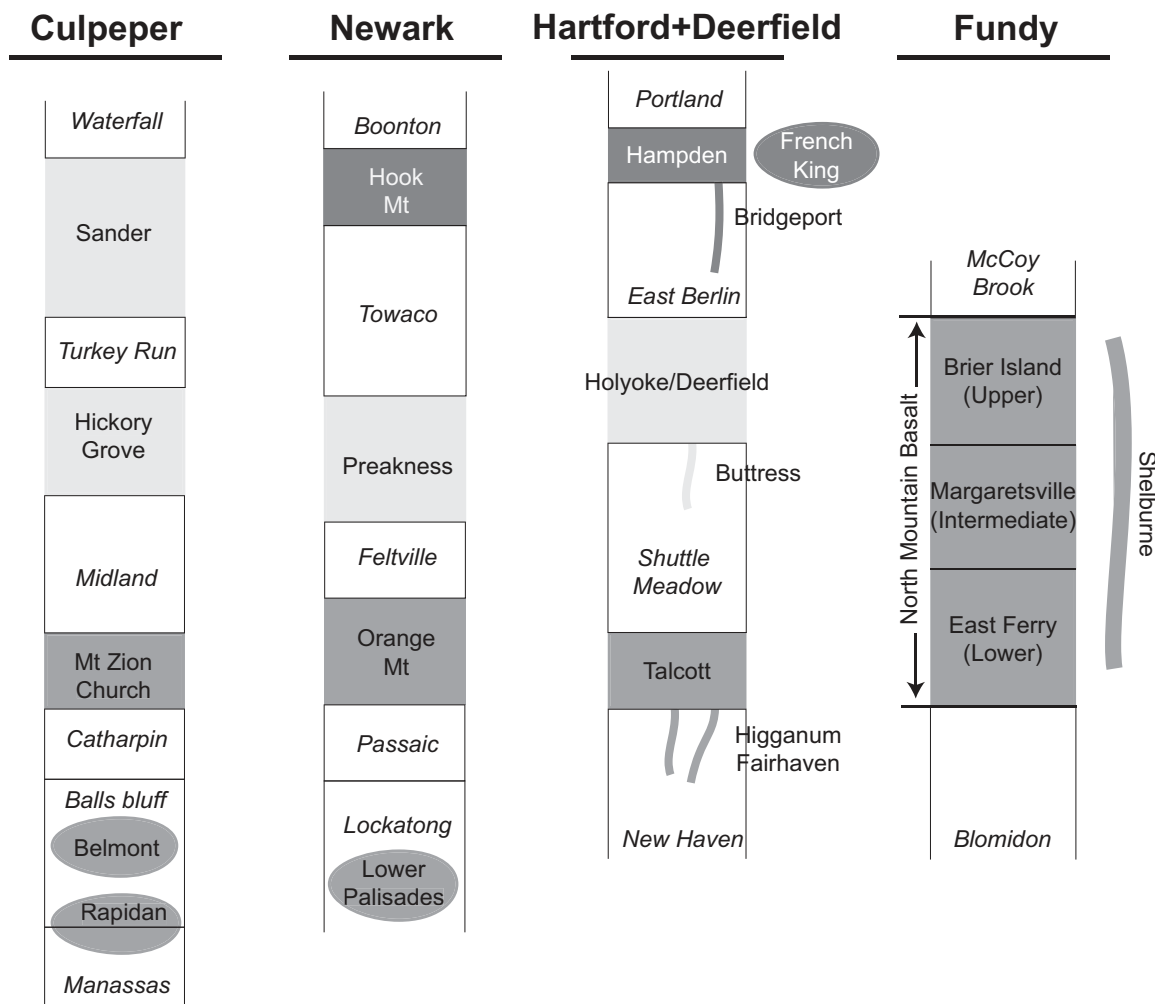 Culpeper
Waterfall
Sander
Turkey Run
Hickory
Grove
Midland
Mt Zion
Church
Catharpin
Balls bluff
Belmont
Rapidan
Manassas
Newark
Boonton
Hook
Mt
Towaco
Preakness
Feltville
Orange
Mt
Passaic
Lockatong
Lower
Palisades
Hartford+Deerfield
Portland
Hampden
French
King
Bridgeport
East Berlin
Holyoke/Deerfield
Buttress
Shuttle
Meadow
Talcott
Higganum
Fairhaven
New Haven
Fundy
McCoy
Brook
North Mountain Basalt
Brier Island
(Upper)
Margaretsville
(Intermediate)
East Ferry
(Lower)
Shelburne
Blomidon